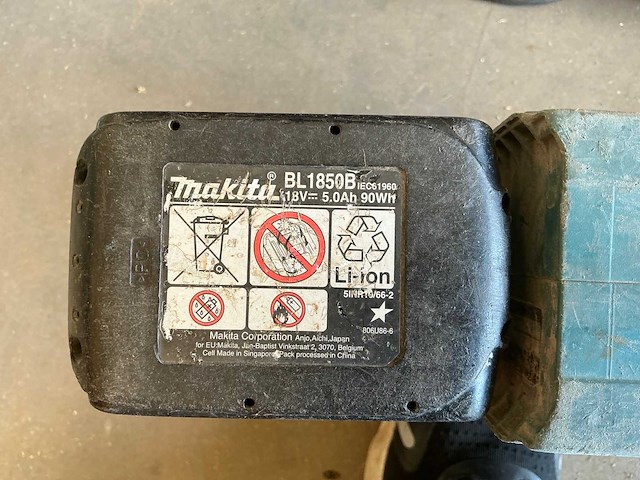 makita® BL1850B IEC61960
18V⎓ 5.0Ah 90Wh
Li-ion
5INR19/66-2
806U86-6
Makita Corporation Anjo,Aichi,Japan
for EU:Makita, Jan-Baptist Vinkstraat 2, 3070, Belgium
Cell Made in Singapore/Pack processed in China